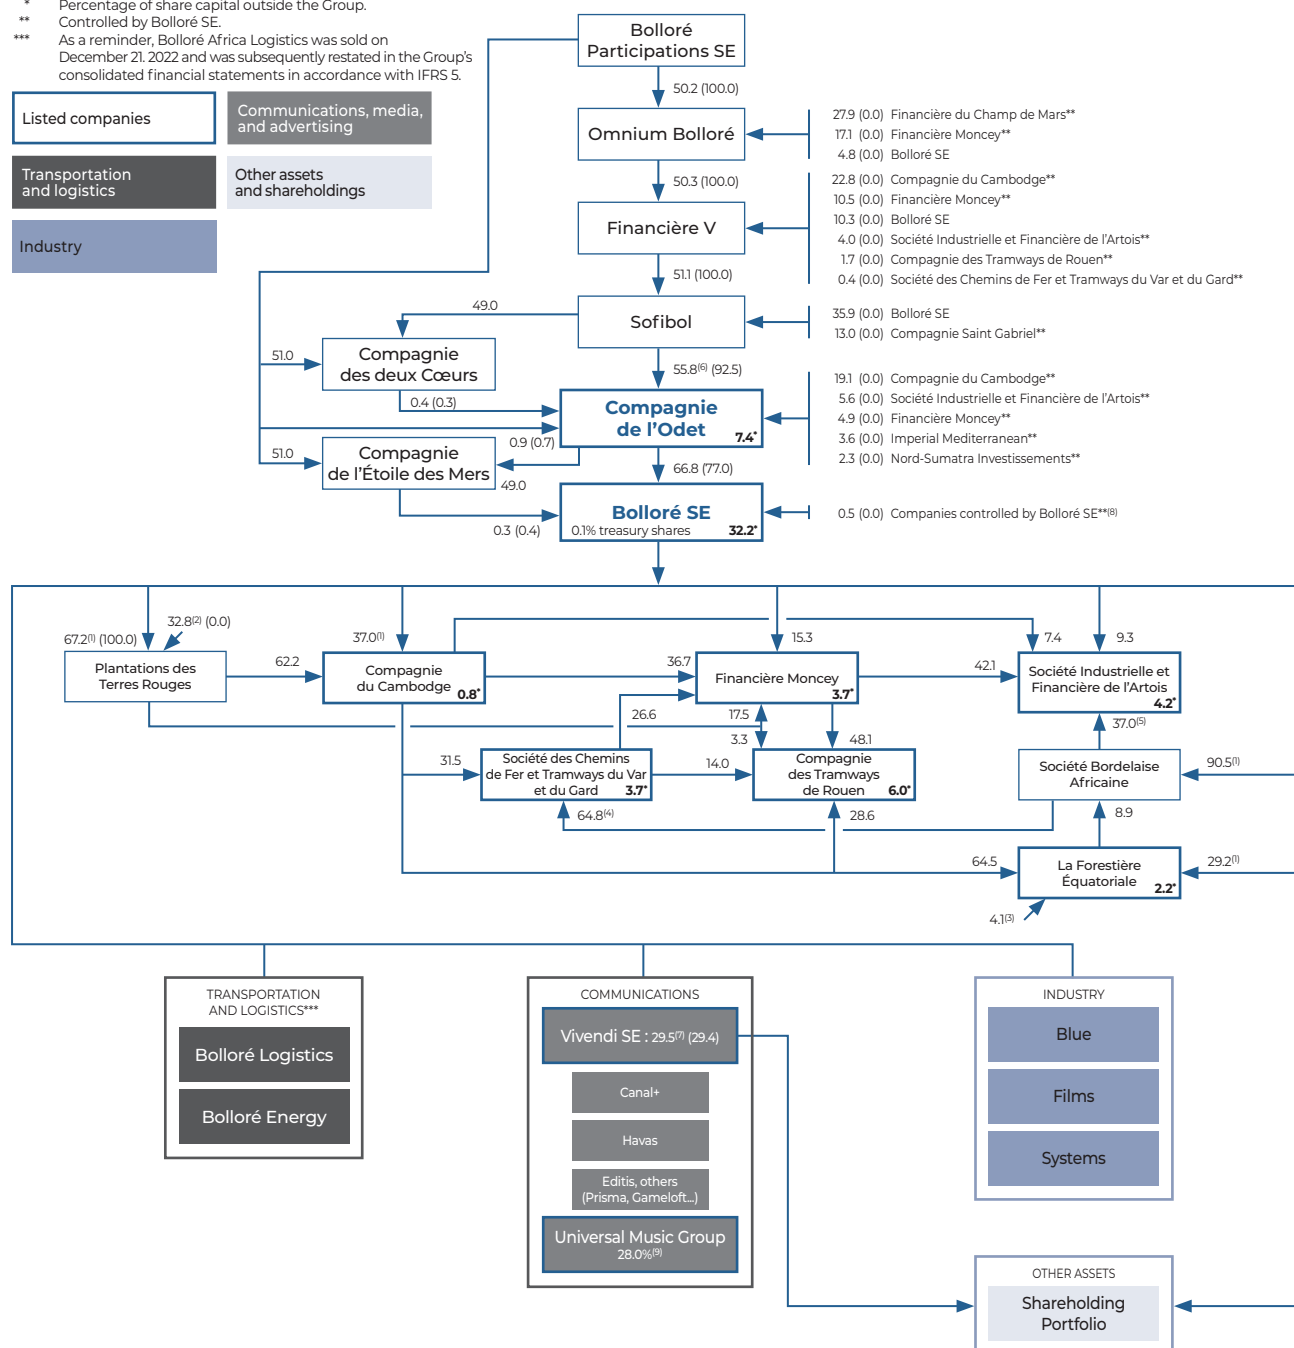 * Percentage of share capital outside the Group.
** Controlled by Bolloré SE.
*** As a reminder, Bolloré Africa Logistics was sold on
December 21. 2022 and was subsequently restated in the Group's
consolidated financial statements in accordance with IFRS 5.
Listed companies
Communications, media,
and advertising
Transportation
and logistics
Other assets
and shareholdings
Industry
Bolloré
Participations SE
50.2 (100.0)
Omnium Bolloré
27.9 (0.0) Financière du Champ de Mars**
17.1 (0.0) Financière Moncey**
4.8 (0.0) Bolloré SE
50.3 (100.0)
Financière V
22.8 (0.0) Compagnie du Cambodge**
10.5 (0.0) Financière Moncey**
10.3 (0.0) Bolloré SE
4.0 (0.0) Société Industrielle et Financière de l'Artois**
1.7 (0.0) Compagnie des Tramways de Rouen**
0.4 (0.0) Société des Chemins de Fer et Tramways du Var et du Gard**
51.1 (100.0)
49.0
Sofibol
35.9 (0.0) Bolloré SE
13.0 (0.0) Compagnie Saint Gabriel**
51.0
Compagnie
des deux Cœurs
55.8(6) (92.5)
0.4 (0.3)
Compagnie
de l'Odet
7.4*
19.1 (0.0) Compagnie du Cambodge**
5.6 (0.0) Société Industrielle et Financière de l'Artois**
4.9 (0.0) Financière Moncey**
3.6 (0.0) Imperial Mediterranean**
2.3 (0.0) Nord-Sumatra Investissements**
0.9 (0.7)
51.0
Compagnie
de l'Étoile des Mers
49.0
66.8 (77.0)
Bolloré SE
0.1% treasury shares 32.2*
0.3 (0.4)
0.5 (0.0) Companies controlled by Bolloré SE**(8)
67.2(1) (100.0)
32.8(2) (0.0)
37.0(1)
15.3
7.4
9.3
Plantations des
Terres Rouges
62.2
Compagnie
du Cambodge 0.8*
36.7
Financière Moncey
3.7*
42.1
Société Industrielle et
Financière de l'Artois
4.2*
26.6
17.5
37.0(5)
3.3
48.1
31.5
Société des Chemins
de Fer et Tramways du Var
et du Gard 3.7*
14.0
Compagnie
des Tramways
de Rouen 6.0*
Société Bordelaise
Africaine
90.5(1)
64.8(4)
28.6
8.9
64.5
La Forestière
Équatoriale
2.2*
29.2(1)
4.1(3)
TRANSPORTATION
AND LOGISTICS***
Bolloré Logistics
Bolloré Energy
COMMUNICATIONS
Vivendi SE : 29.5(7) (29.4)
Canal+
Havas
Editis, others
(Prisma, Gameloft...)
Universal Music Group
28.0%(9)
INDUSTRY
Blue
Films
Systems
OTHER ASSETS
Shareholding
Portfolio